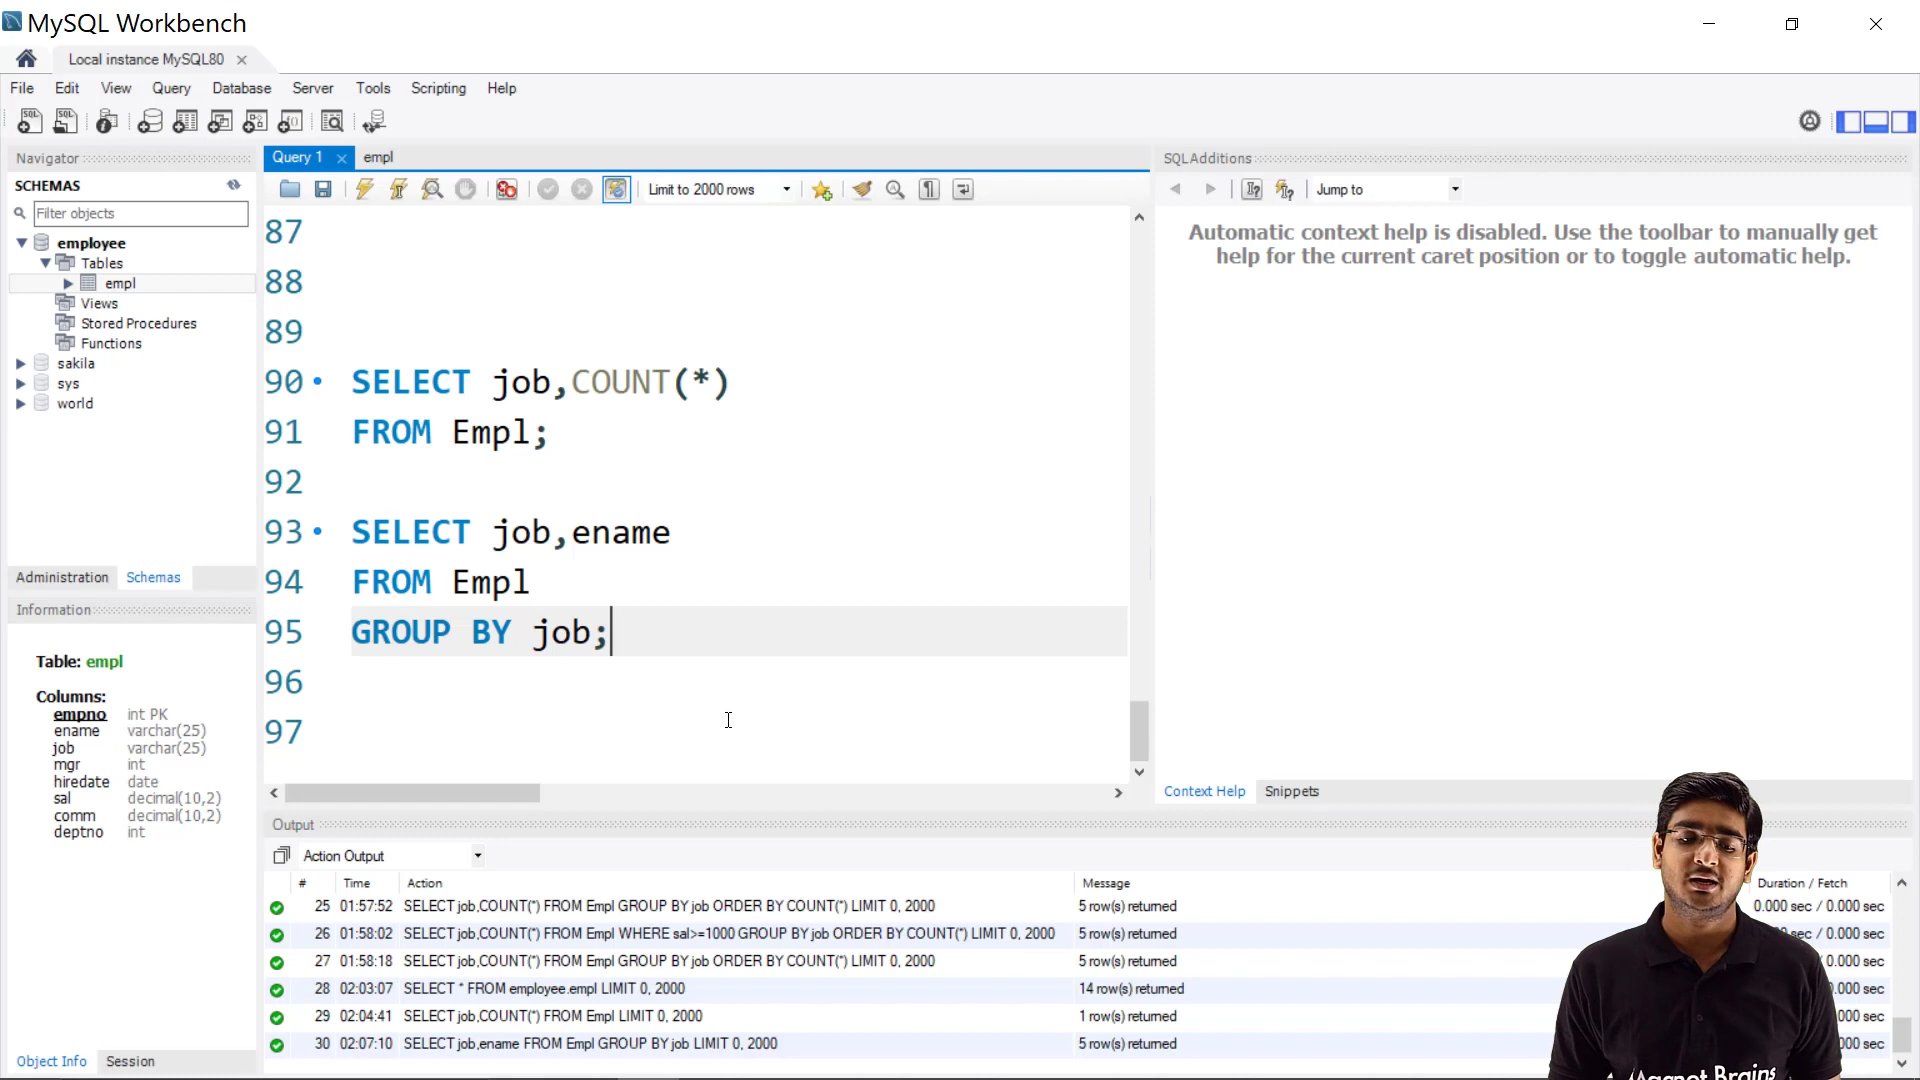 MySQL Workbench
Local instance MySQL80
File Edit View Query Database Server Tools Scripting Help
Navigator
SCHEMAS
Filter objects
employee
Tables
empl
Views
Stored Procedures
Functions
sakila
sys
world
Administration Schemas
Information
Table: empl
Columns:
empno int PK
ename varchar(25)
job varchar(25)
mgr int
hiredate date
sal decimal(10,2)
comm decimal(10,2)
deptno int
Object Info Session
Query 1 empl
Limit to 2000 rows
87
88
89
90 SELECT job,COUNT(*)
91 FROM Empl;
92
93 SELECT job,ename
94 FROM Empl
95 GROUP BY job;
96
97
SQLAdditions
Jump to
Automatic context help is disabled. Use the toolbar to manually get
help for the current caret position or to toggle automatic help.
Context Help Snippets
Output
Action Output
# Time Action Message Duration / Fetch
25 01:57:52 SELECT job,COUNT(*) FROM Empl GROUP BY job ORDER BY COUNT(*) LIMIT 0, 2000 5 row(s) returned 0.000 sec / 0.000 sec
26 01:58:02 SELECT job,COUNT(*) FROM Empl WHERE sal>=1000 GROUP BY job ORDER BY COUNT(*) LIMIT 0, 2000 5 row(s) returned sec / 0.000 sec
27 01:58:18 SELECT job,COUNT(*) FROM Empl GROUP BY job ORDER BY COUNT(*) LIMIT 0, 2000 5 row(s) returned / 0.000 sec
28 02:03:07 SELECT * FROM employee.empl LIMIT 0, 2000 14 row(s) returned sec
29 02:04:41 SELECT job,COUNT(*) FROM Empl LIMIT 0, 2000 1 row(s) returned sec
30 02:07:10 SELECT job,ename FROM Empl GROUP BY job LIMIT 0, 2000 5 row(s) returned sec
Magnet Brains